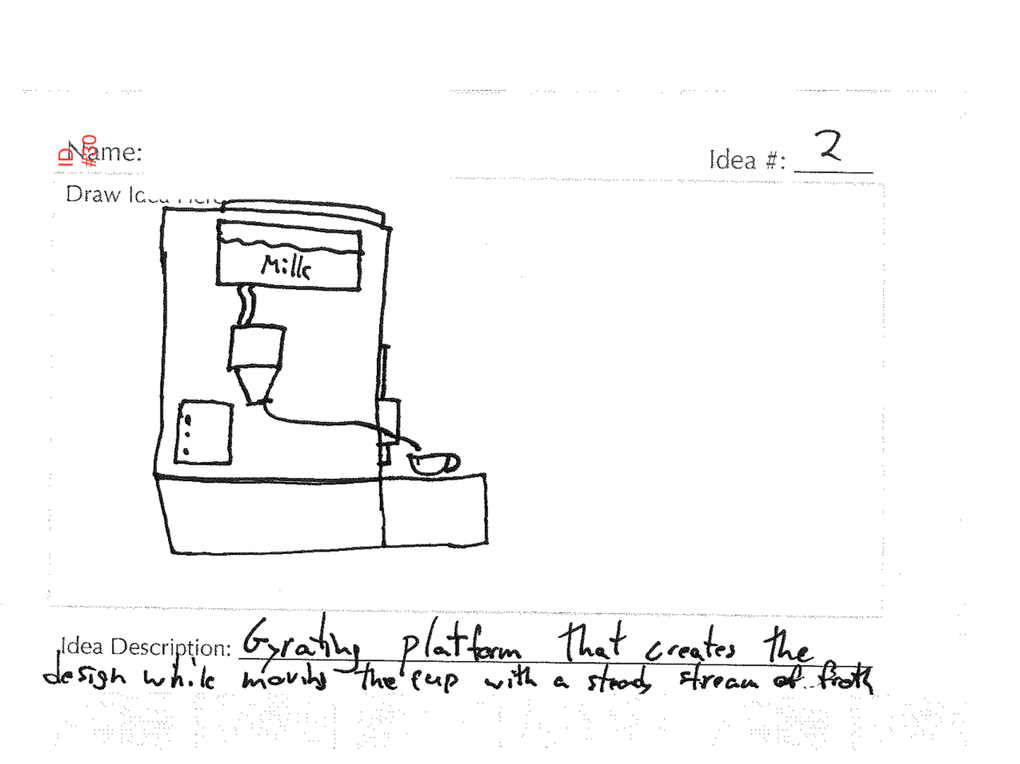 ID #30
Name:
Idea #: 2
Draw Idea Here
Milk
Idea Description: Gyrating platform that creates the
design while moving the cup with a steady stream of froth